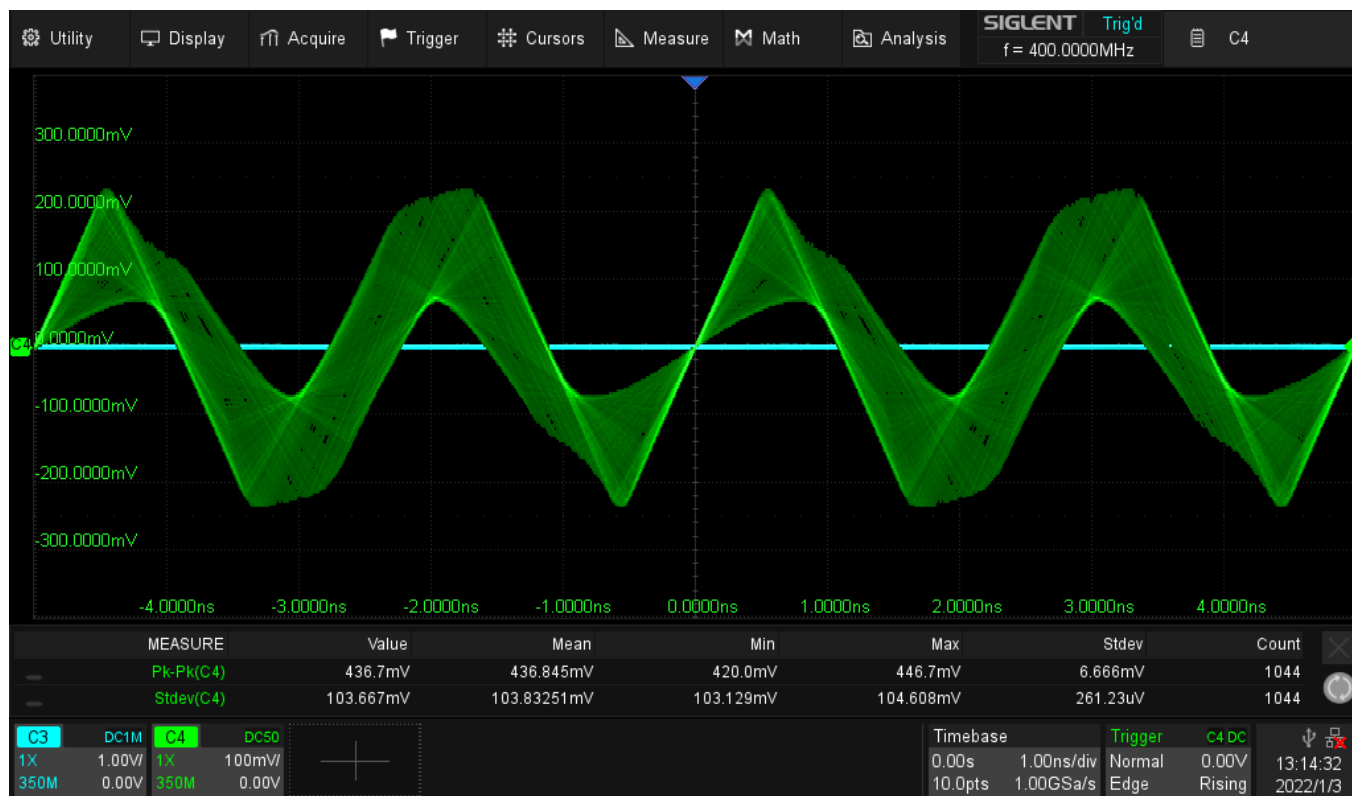 Utility Display Acquire Trigger Cursors Measure Math Analysis SIGLENT Trig'd C4
f = 400.0000MHz
300.0000mV
200.0000mV
100.0000mV
C4 0.0000mV
-100.0000mV
-200.0000mV
-300.0000mV
-4.0000ns -3.0000ns -2.0000ns -1.0000ns 0.0000ns 1.0000ns 2.0000ns 3.0000ns 4.0000ns
MEASURE Value Mean Min Max Stdev Count
Pk-Pk(C4) 436.7mV 436.845mV 420.0mV 446.7mV 6.666mV 1044
Stdev(C4) 103.667mV 103.83251mV 103.129mV 104.608mV 261.23uV 1044
C3 DC1M C4 DC50 Timebase Trigger C4 DC
1X 1.00V/ 1X 100mV/ 0.00s 1.00ns/div Normal 0.00V 13:14:32
350M 0.00V 350M 0.00V 10.0pts 1.00GSa/s Edge Rising 2022/1/3